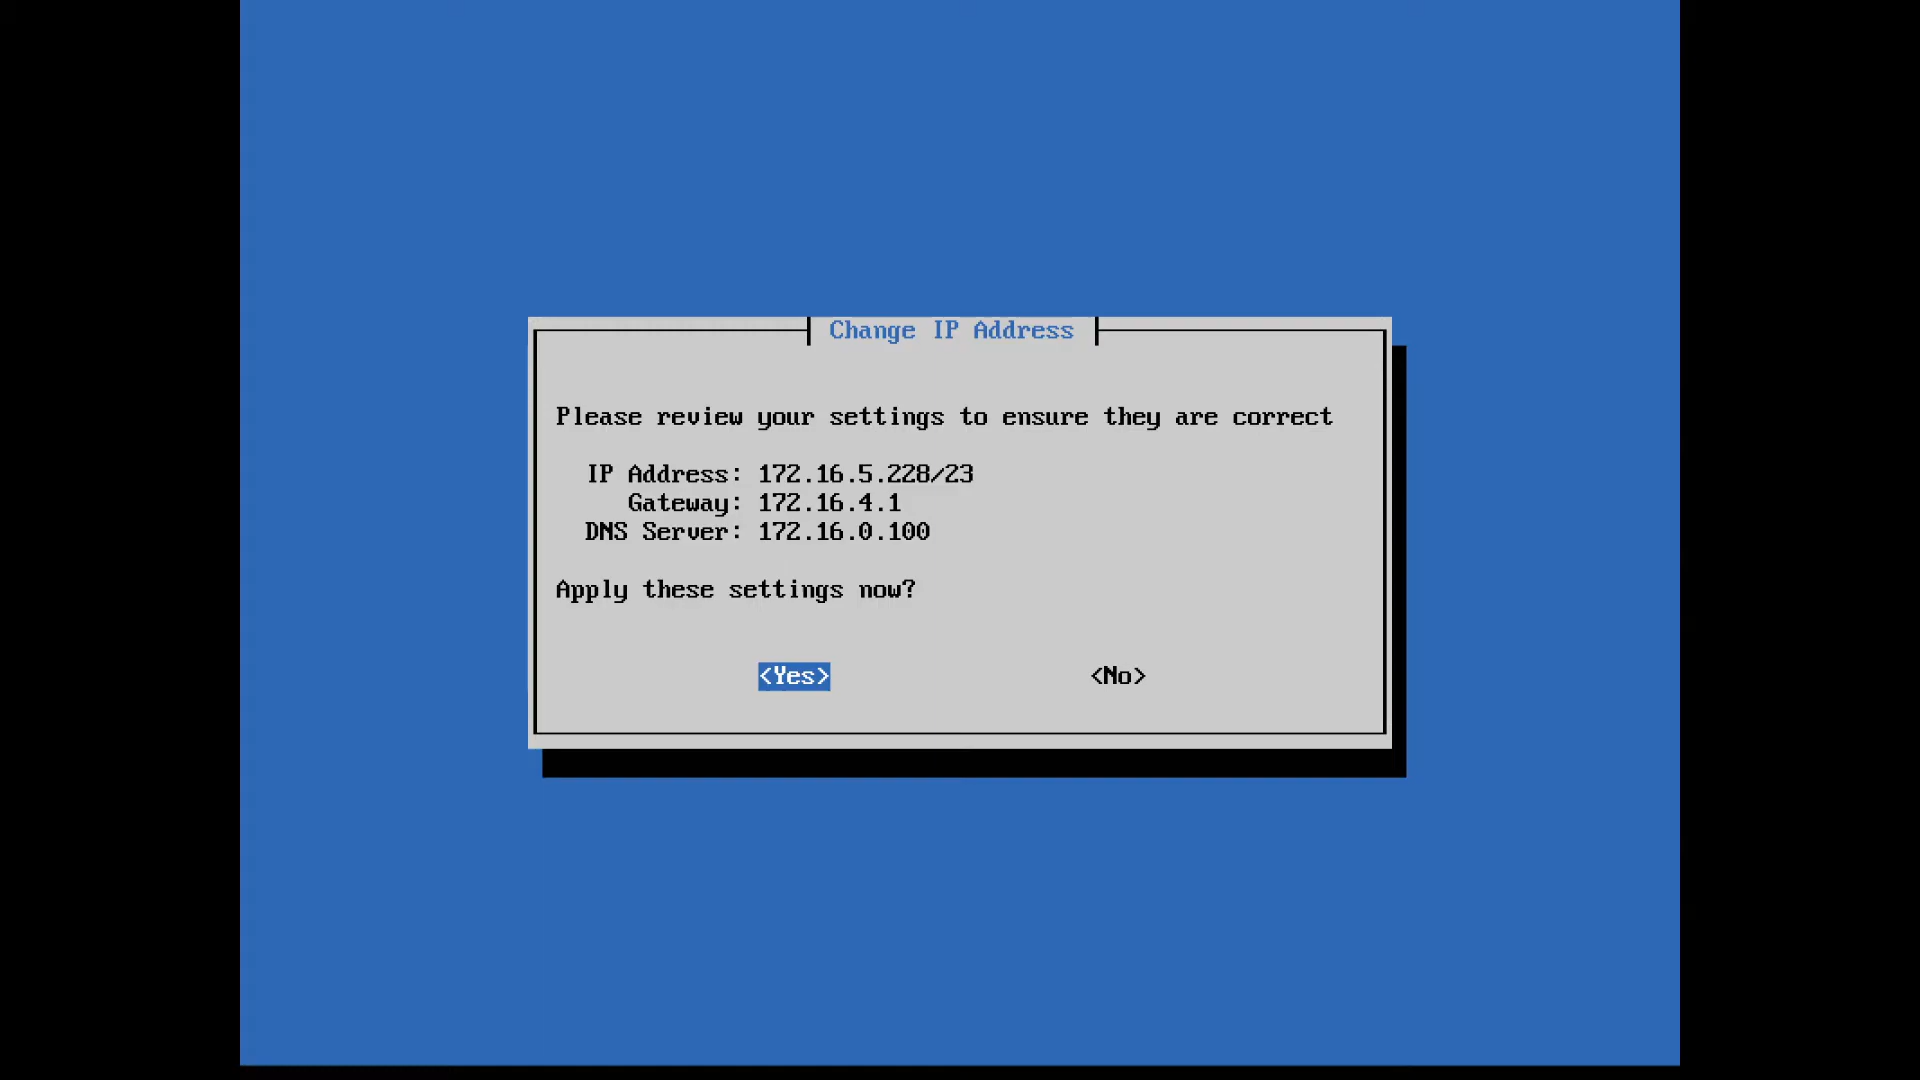 Change IP Address
Please review your settings to ensure they are correct
IP Address: 172.16.5.228/23
Gateway: 172.16.4.1
DNS Server: 172.16.0.100
Apply these settings now?
<Yes> <No>